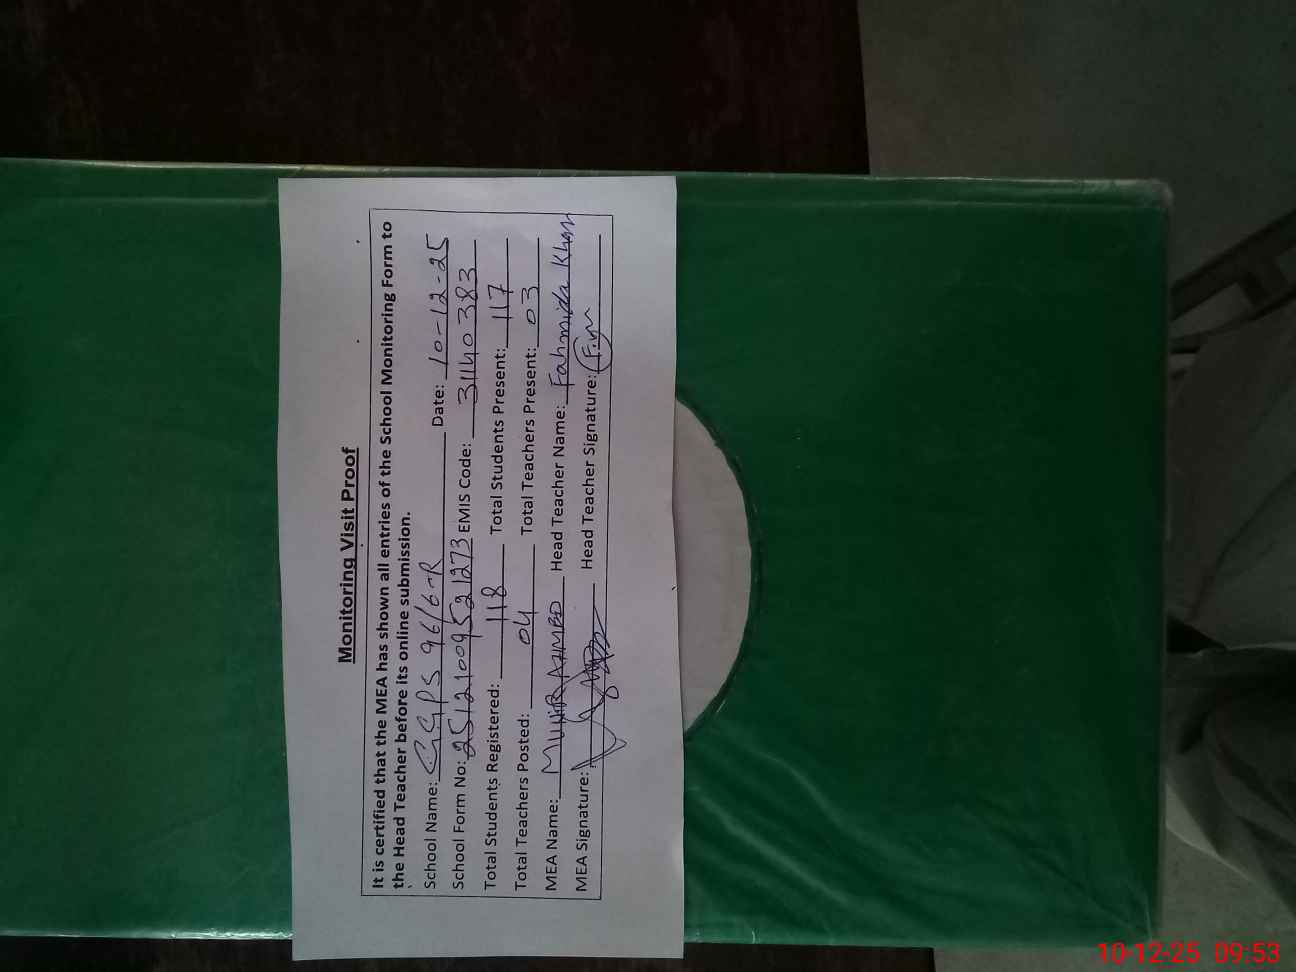 Monitoring Visit Proof
It is certified that the MEA has shown all entries of the School Monitoring Form to
the Head Teacher before its online submission.
School Name: GGPS 96/6-R Date: 10-12-25
School Form No: 25121009521273 EMIS Code: 31140383
Total Students Registered: 118 Total Students Present: 117
Total Teachers Posted: 04 Total Teachers Present: 03
MEA Name: MUNIR AHMED Head Teacher Name: Fahmida Khan
MEA Signature: Head Teacher Signature:
10-12-25 09:53